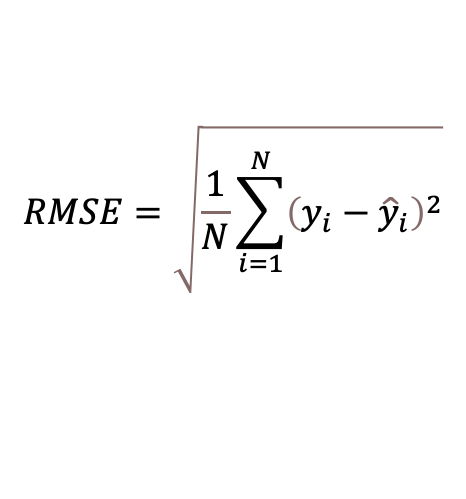 RMSE = √(1/N ∑_{i=1}^{N} (y_i − ŷ_i)²)